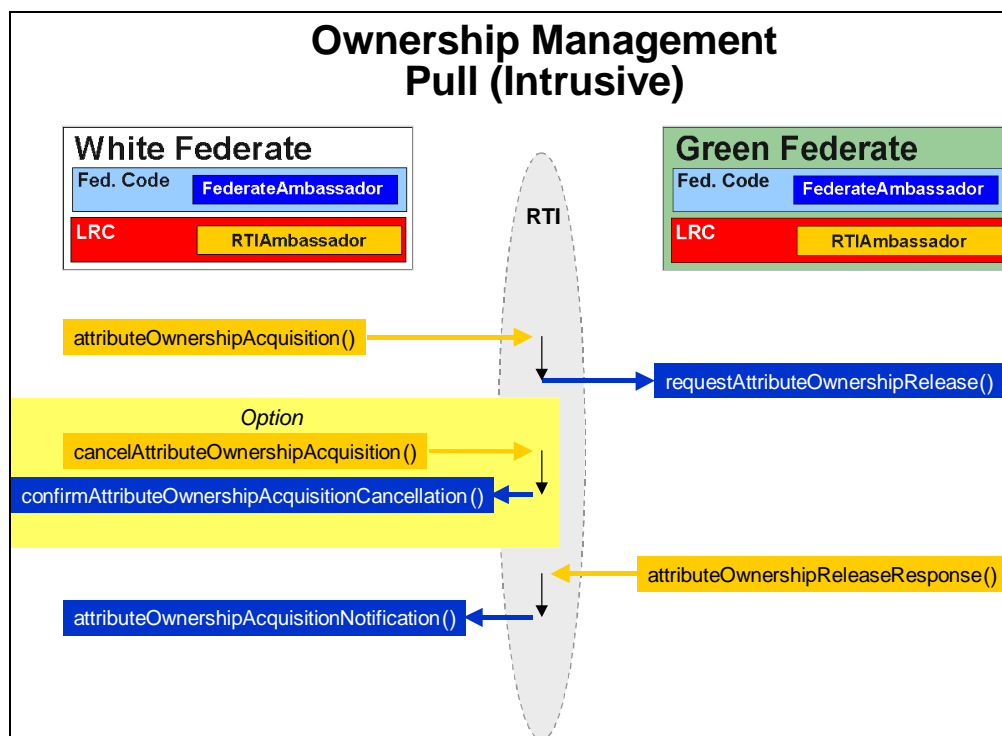 Ownership Management
Pull (Intrusive)
White Federate
Fed. Code
FederateAmbassador
LRC
RTIAmbassador
RTI
Green Federate
Fed. Code
FederateAmbassador
LRC
RTIAmbassador
attributeOwnershipAcquisition()
requestAttributeOwnershipRelease()
Option
cancelAttributeOwnershipAcquisition()
confirmAttributeOwnershipAcquisitionCancellation()
attributeOwnershipReleaseResponse()
attributeOwnershipAcquisitionNotification()